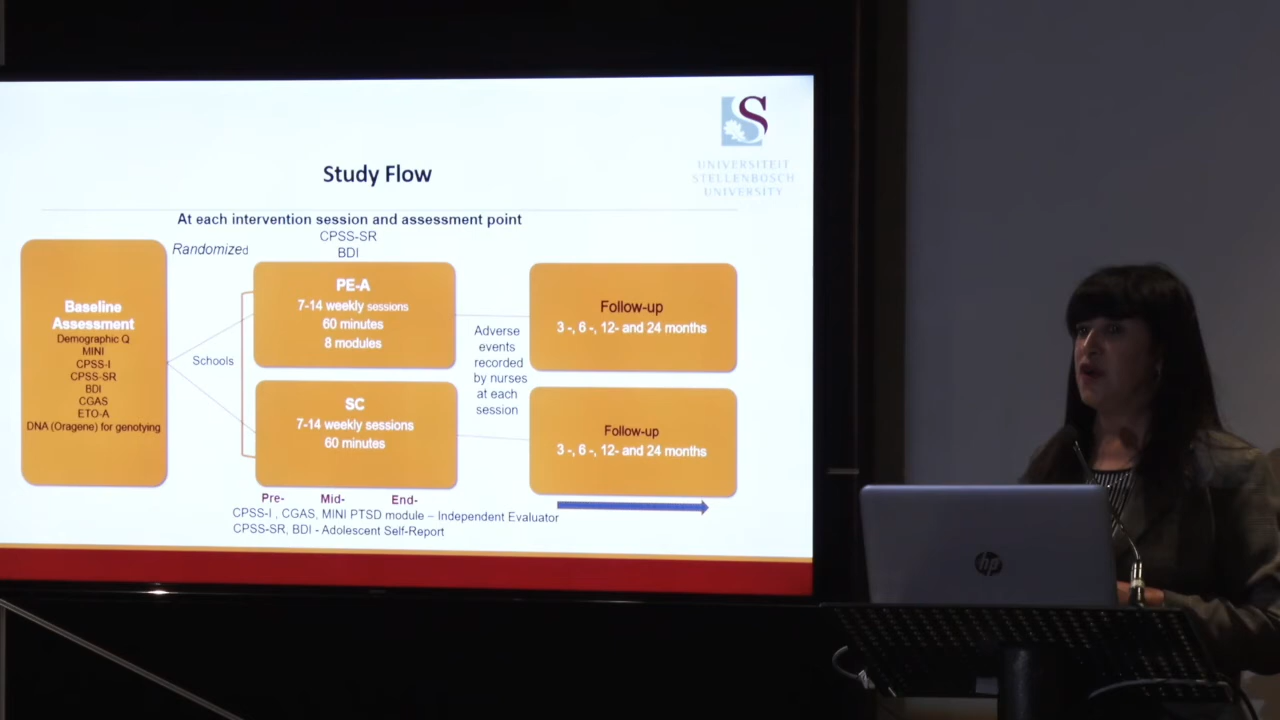 UNIVERSITEIT
STELLENBOSCH
UNIVERSITY
Study Flow
At each intervention session and assessment point
CPSS-SR
BDI
Randomized
Baseline
Assessment
Demographic Q
MINI
CPSS-I
CPSS-SR
BDI
CGAS
ETO-A
DNA (Oragene) for genotying
Schools
PE-A
7-14 weekly sessions
60 minutes
8 modules
SC
7-14 weekly sessions
60 minutes
Adverse
events
recorded
by nurses
at each
session
Follow-up
3 -, 6 -, 12- and 24 months
Follow-up
3 -, 6 -, 12- and 24 months
Pre- Mid- End-
CPSS-I , CGAS, MINI PTSD module – Independent Evaluator
CPSS-SR, BDI - Adolescent Self-Report
hp